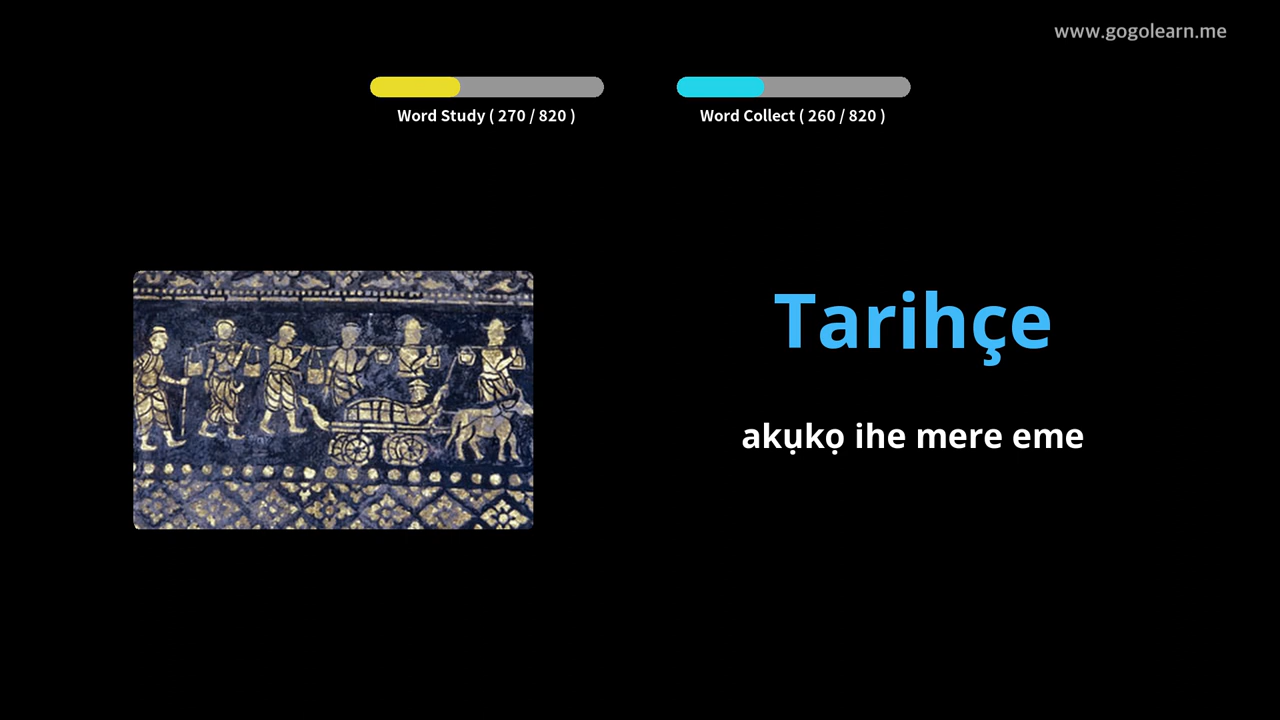 www.gogolearn.me
Word Study ( 270 / 820 )
Word Collect ( 260 / 820 )
Tarihçe
akụkọ ihe mere eme